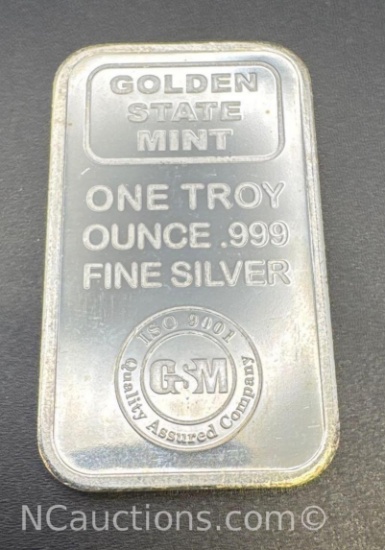 GOLDEN
STATE
MINT
ONE TROY
OUNCE .999
FINE SILVER
ISO 9001
GSM
Quality Assured Company
NCauctions.com©